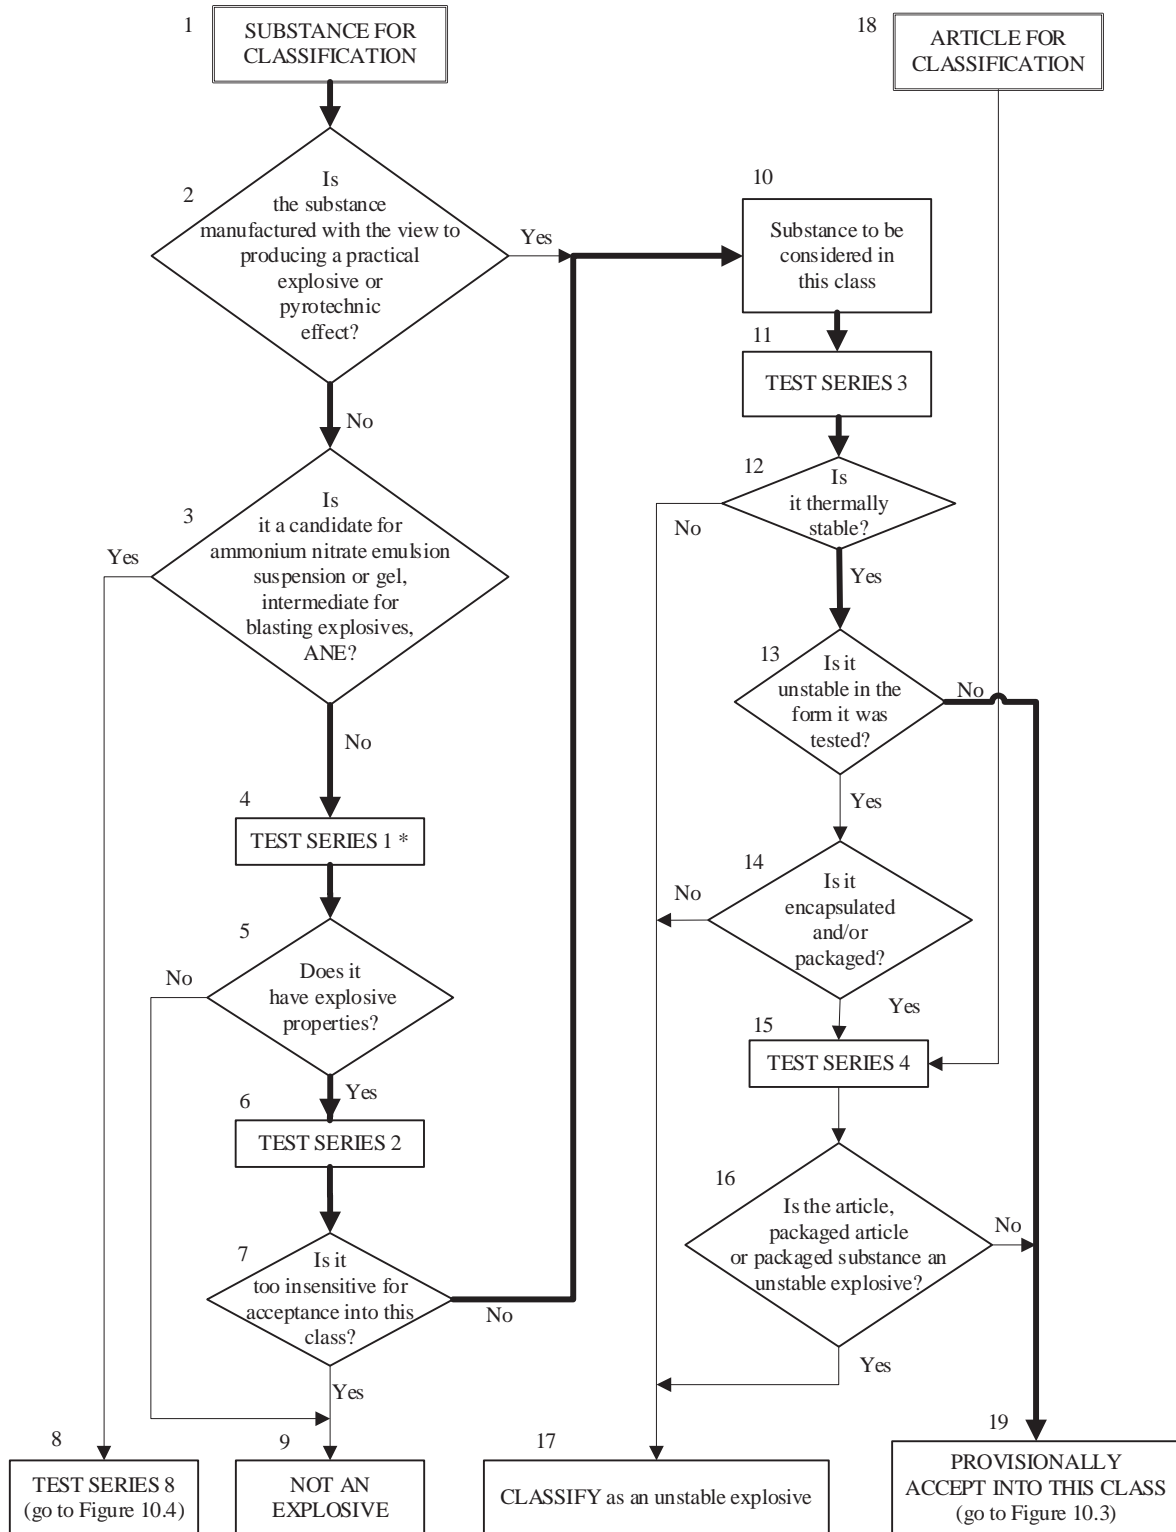 1
SUBSTANCE FOR
CLASSIFICATION
18
ARTICLE FOR
CLASSIFICATION
2
Is
the substance
manufactured with the view to
producing a practical
explosive or
pyrotechnic
effect?
Yes
No
10
Substance to be
considered in
this class
11
TEST SERIES 3
12
Is
it thermally
stable?
No
Yes
3
Is
it a candidate for
ammonium nitrate emulsion
suspension or gel,
intermediate for
blasting explosives,
ANE?
Yes
No
13
Is it
unstable in the
form it was
tested?
No
Yes
4
TEST SERIES 1 *
14
Is it
encapsulated
and/or
packaged?
No
Yes
5
Does it
have explosive
properties?
No
Yes
15
TEST SERIES 4
6
TEST SERIES 2
16
Is the article,
packaged article
or packaged substance an
unstable explosive?
No
Yes
7
Is it
too insensitive for
acceptance into this
class?
No
Yes
8
TEST SERIES 8
(go to Figure 10.4)
9
NOT AN
EXPLOSIVE
17
CLASSIFY as an unstable explosive
19
PROVISIONALLY
ACCEPT INTO THIS CLASS
(go to Figure 10.3)